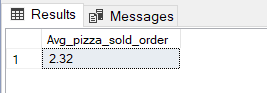 Results Messages
Avg_pizza_sold_order
1 2.32